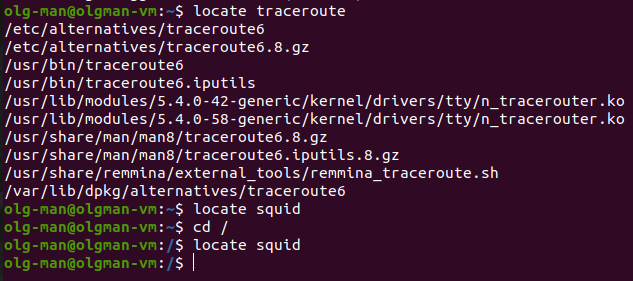 olg-man@olgman-vm:~$ locate traceroute
/etc/alternatives/traceroute6
/etc/alternatives/traceroute6.8.gz
/usr/bin/traceroute6
/usr/bin/traceroute6.iputils
/usr/lib/modules/5.4.0-42-generic/kernel/drivers/tty/n_tracerouter.ko
/usr/lib/modules/5.4.0-58-generic/kernel/drivers/tty/n_tracerouter.ko
/usr/share/man/man8/traceroute6.8.gz
/usr/share/man/man8/traceroute6.iputils.8.gz
/usr/share/remmina/external_tools/remmina_traceroute.sh
/var/lib/dpkg/alternatives/traceroute6
olg-man@olgman-vm:~$ locate squid
olg-man@olgman-vm:~$ cd /
olg-man@olgman-vm:/$ locate squid
olg-man@olgman-vm:/$